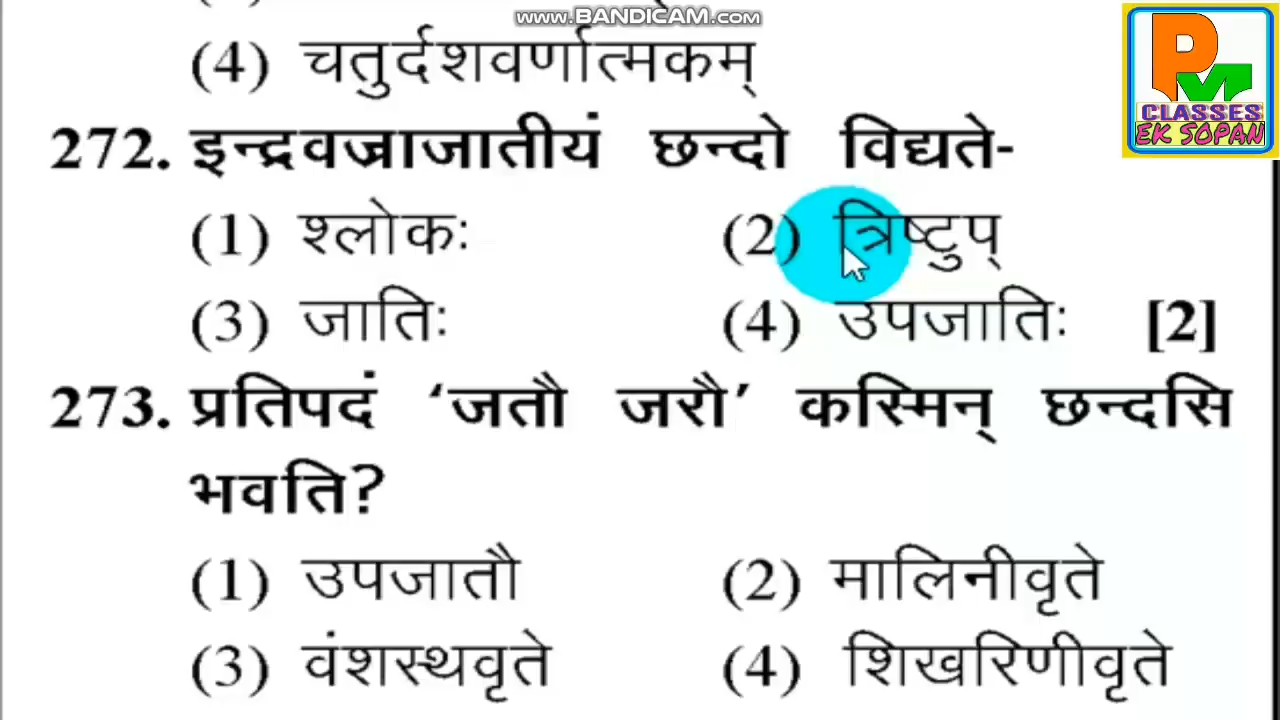 www.BANDICAM.com
(4) चतुर्दशवर्णात्मकम्
PM
CLASSES
EK SOPAN
272. इन्द्रवज्राजातीयं छन्दो विद्यते-
(1) श्लोकः (2) त्रिष्टुप्
(3) जातिः (4) उपजातिः [2]
273. प्रतिपदं ‘जतौ जरौ’ कस्मिन् छन्दसि
भवति?
(1) उपजातौ (2) मालिनीवृते
(3) वंशस्थवृते (4) शिखरिणीवृते